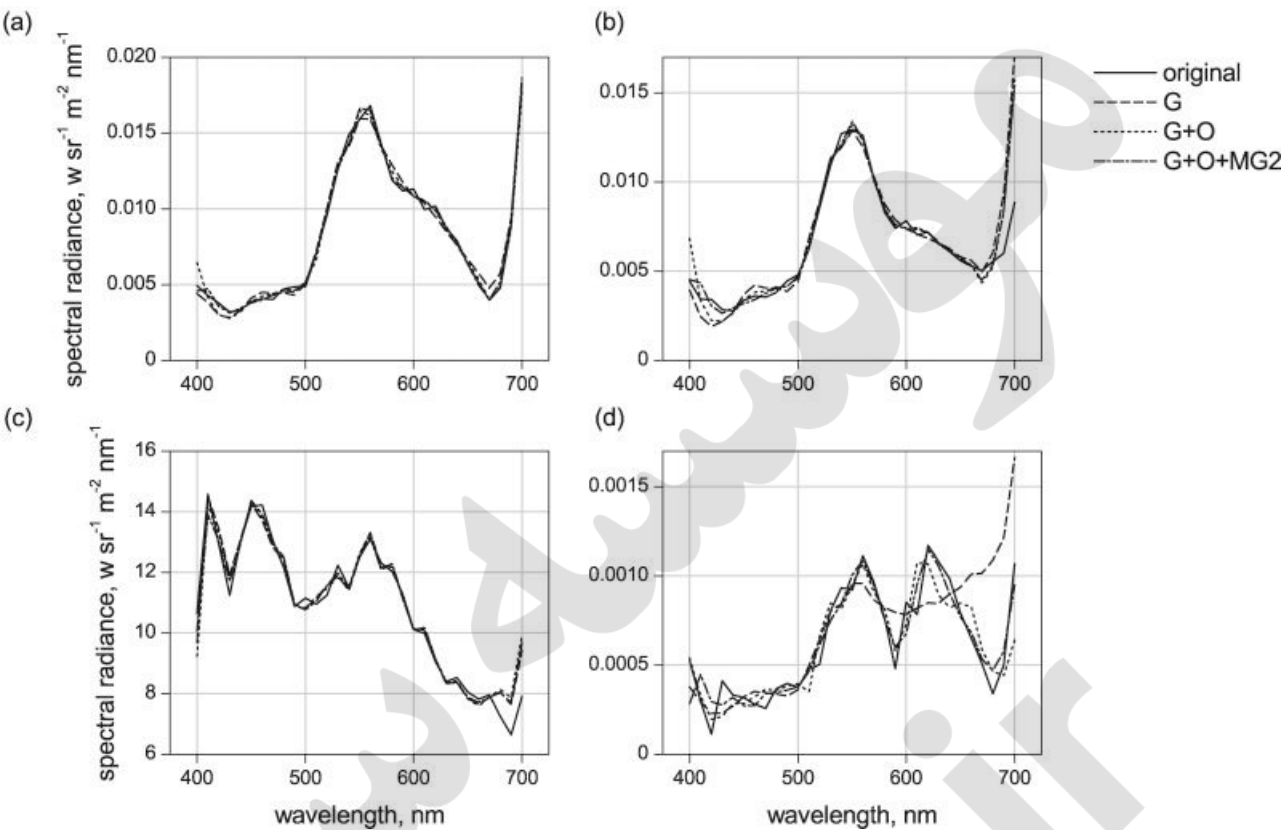 (a)
(b)
spectral radiance, w sr⁻¹ m⁻² nm⁻¹
0.020
0.015
0.010
0.005
0
400 500 600 700
0.015
0.010
0.005
0
400 500 600 700
original
G
G+O
G+O+MG2
(c)
(d)
spectral radiance, w sr⁻¹ m⁻² nm⁻¹
16
14
12
10
8
6
400 500 600 700
wavelength, nm
0.0015
0.0010
0.0005
0
400 500 600 700
wavelength, nm
ir